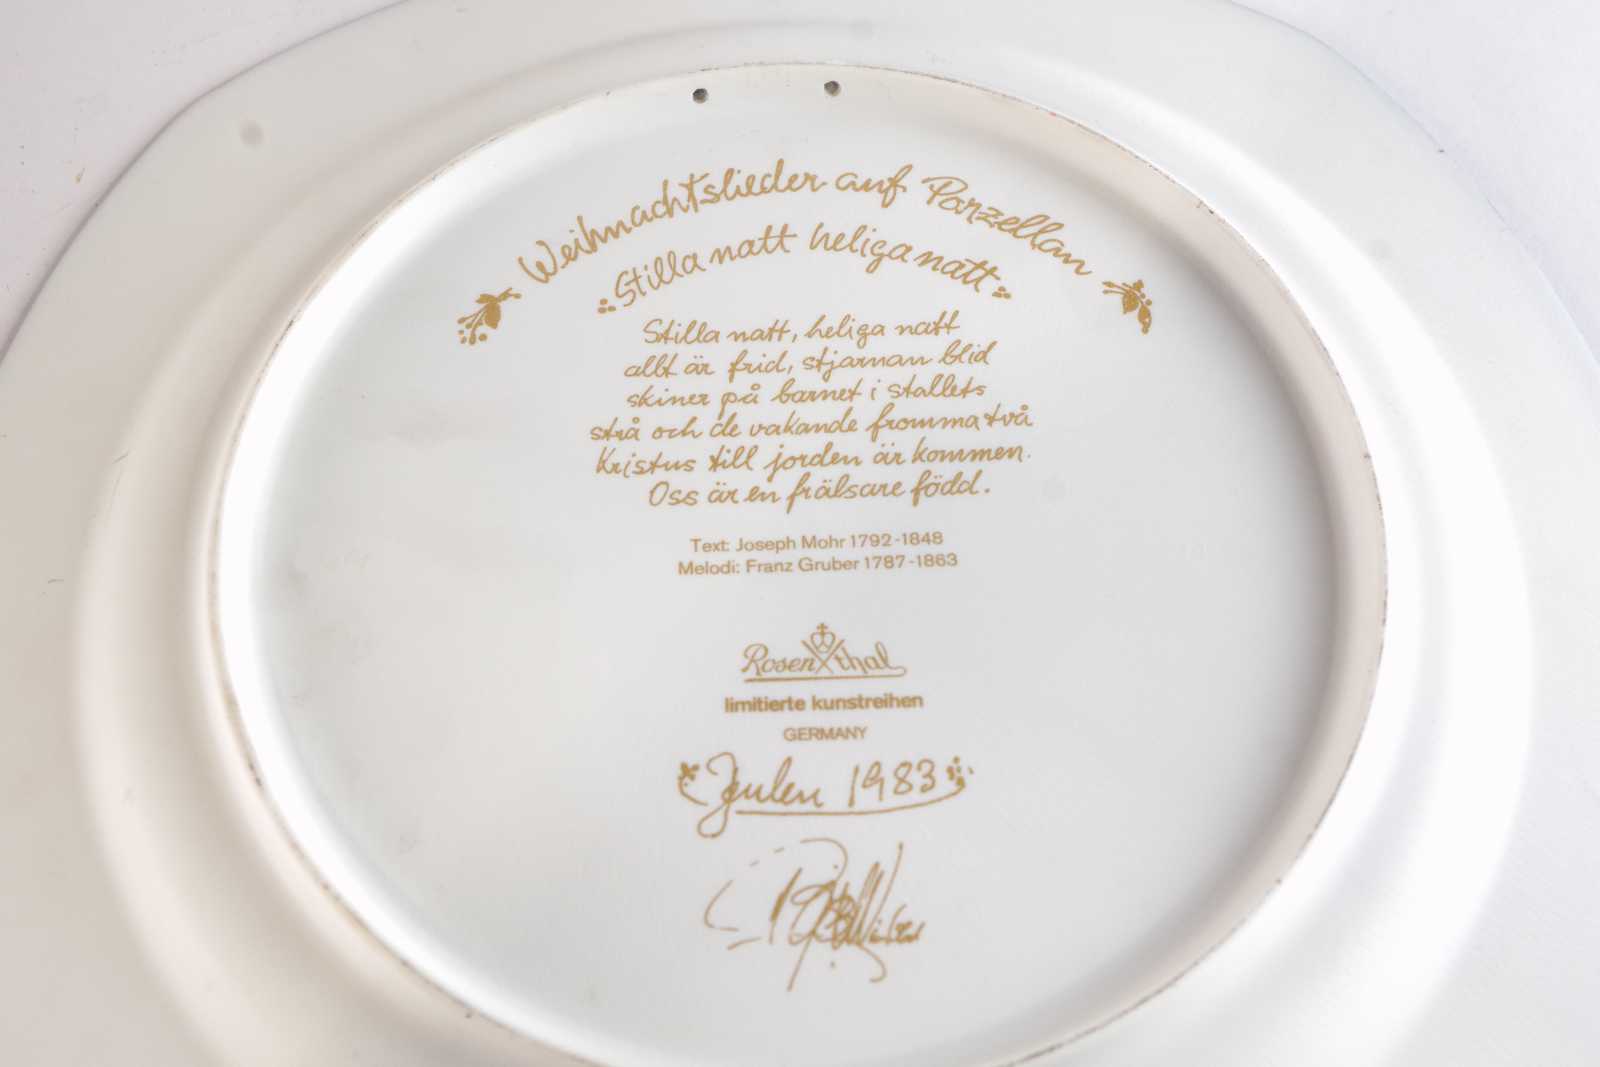 Weihnachtslieder auf Porzellan
Stilla natt heliga natt
Stilla natt, heliga natt
allt är frid, stjarnan blid
skiner på barnet i stallets
strå och de vakande fromma två
Kristus till jorden är kommen.
Oss är en frälsare född.
Text: Joseph Mohr 1792-1848
Melodi: Franz Gruber 1787-1863
Rosenthal
limitierte kunstreihen
GERMANY
Julen 1983